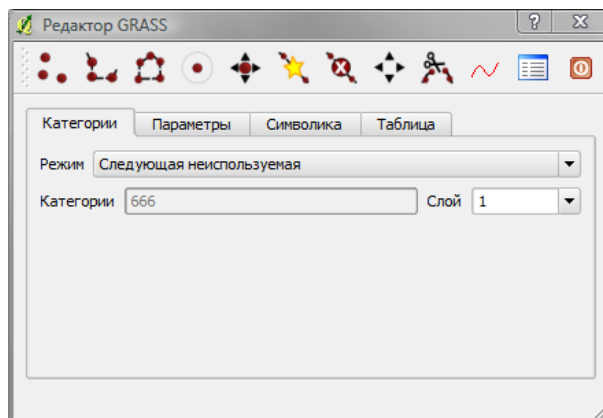 Редактор GRASS
Категории Параметры Символика Таблица
Режим Следующая неиспользуемая
Категории 666 Слой 1